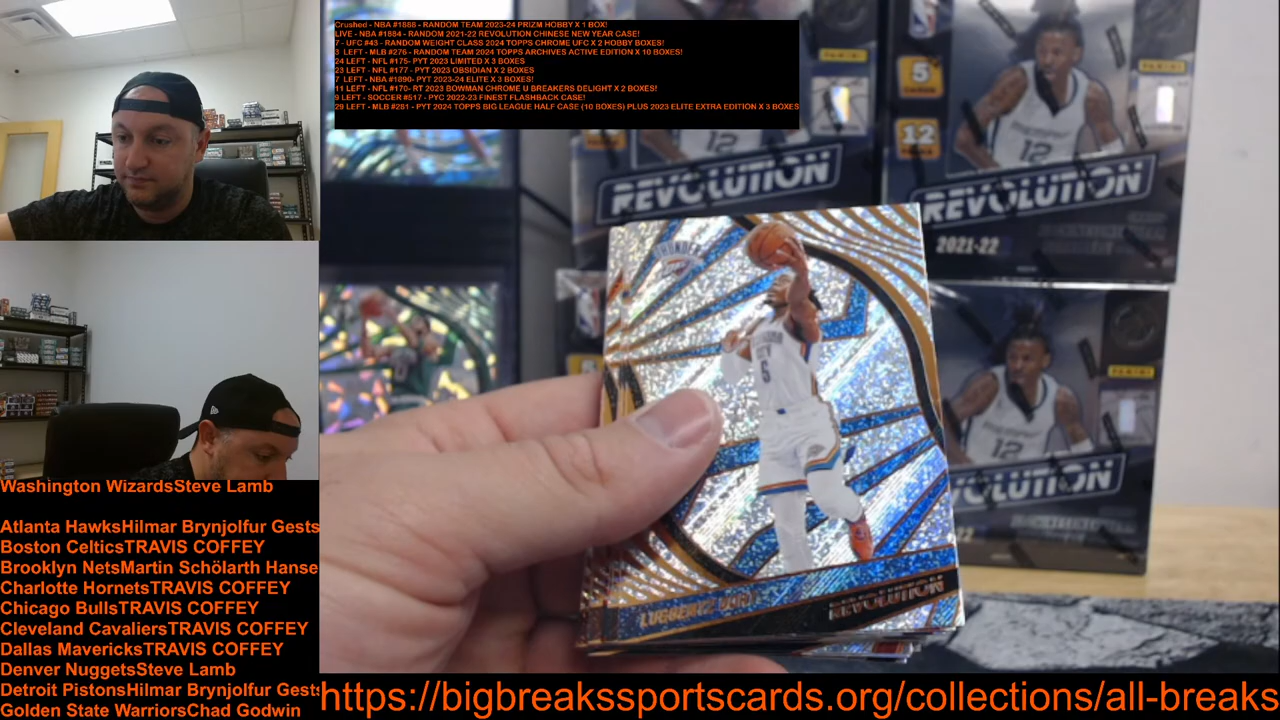 Crushed - NBA #1888 - RANDOM TEAM 2023-24 PRIZM HOBBY X 1 BOX!
LIVE - NBA #1884 - RANDOM 2021-22 REVOLUTION CHINESE NEW YEAR CASE!
7 - UFC #43 - RANDOM WEIGHT CLASS 2024 TOPPS CHROME UFC X 2 HOBBY BOXES!
3 LEFT - MLB #276 - RANDOM TEAM 2024 TOPPS ARCHIVES ACTIVE EDITION X 10 BOXES!
24 LEFT - NFL #175- PYT 2023 LIMITED X 3 BOXES
23 LEFT - NFL #177 - PYT 2023 OBSIDIAN X 2 BOXES
7 LEFT - NBA #1890- PYT 2023-24 ELITE X 3 BOXES!
11 LEFT - NFL #170- RT 2023 BOWMAN CHROME U BREAKERS DELIGHT X 2 BOXES!
9 LEFT - SOCCER #517 - PYC 2022-23 FINEST FLASHBACK CASE!
29 LEFT - MLB #281 - PYT 2024 TOPPS BIG LEAGUE HALF CASE (10 BOXES) PLUS 2023 ELITE EXTRA EDITION X 3 BOXES
5
CARDS
12
12
12
REVOLUTION
REVOLUTION
2021-22
THUNDER
5
PANINI
12
REVOLUTION
LUGUENTZ DORT
REVOLUTION
Washington WizardsSteve Lamb
Atlanta HawksHilmar Brynjolfur Gests
Boston CelticsTRAVIS COFFEY
Brooklyn NetsMartin Schölarth Hanse
Charlotte HornetsTRAVIS COFFEY
Chicago BullsTRAVIS COFFEY
Cleveland CavaliersTRAVIS COFFEY
Dallas MavericksTRAVIS COFFEY
Denver NuggetsSteve Lamb
Detroit PistonsHilmar Brynjolfur Gests
Golden State WarriorsChad Godwin
https://bigbreakssportscards.org/collections/all-breaks